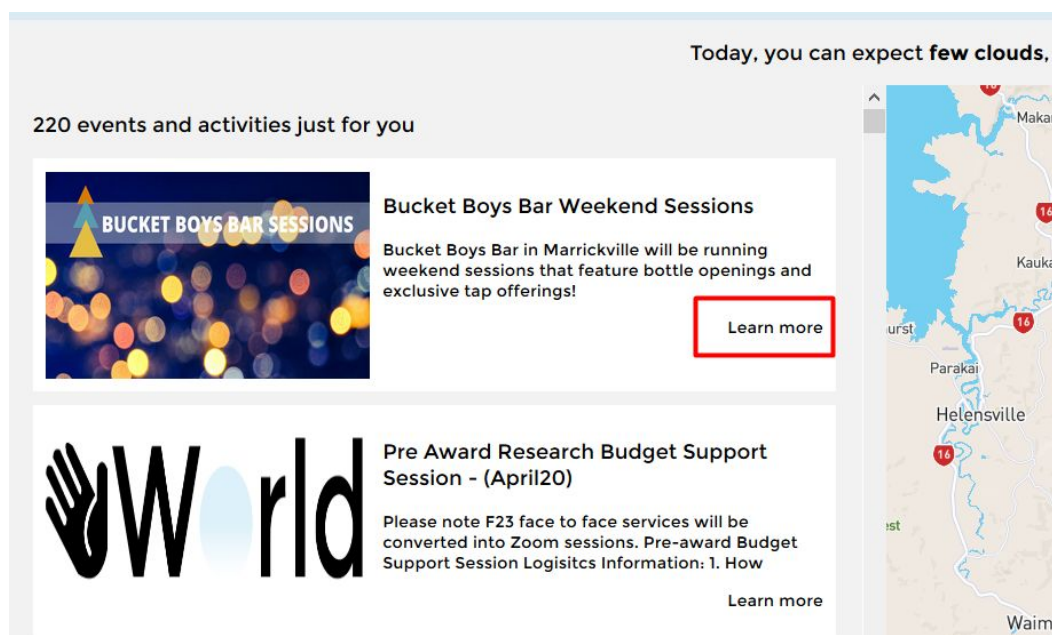 Today, you can expect few clouds,
220 events and activities just for you
BUCKET BOYS BAR SESSIONS
Bucket Boys Bar Weekend Sessions
Bucket Boys Bar in Marrickville will be running
weekend sessions that feature bottle openings and
exclusive tap offerings!
Learn more
World
Pre Award Research Budget Support
Session - (April20)
Please note F23 face to face services will be
converted into Zoom sessions. Pre-award Budget
Support Session Logisitcs Information: 1. How
Learn more
Makar
16
Kauka
16
urst
Parakai
Helensville
16
est
Waim